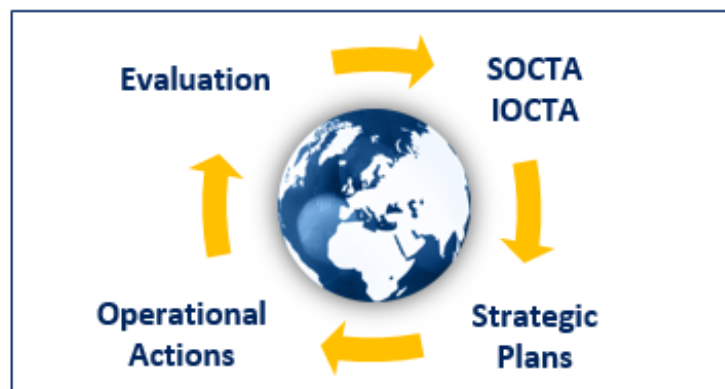 Evaluation
SOCTA
IOCTA
Operational
Actions
Strategic
Plans